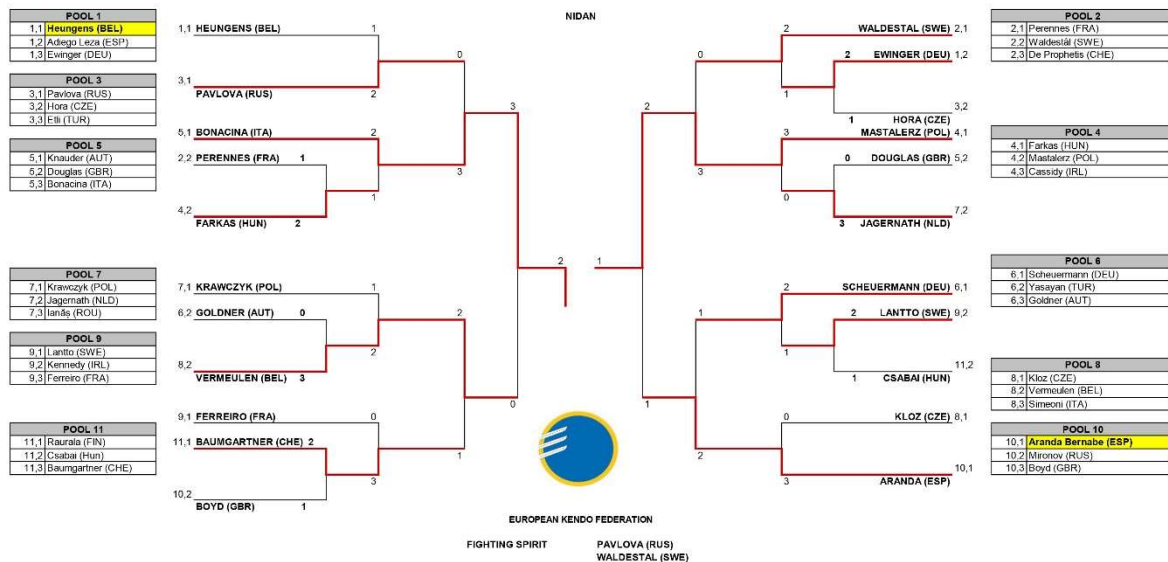 NIDAN
POOL 1
1,1 Heungens (BEL)
1,2 Adiego Leza (ESP)
1,3 Ewinger (DEU)
POOL 3
3,1 Pavlova (RUS)
3,2 Hora (CZE)
3,3 Etli (TUR)
POOL 5
5,1 Knauder (AUT)
5,2 Douglas (GBR)
5,3 Bonacina (ITA)
POOL 7
7,1 Krawczyk (POL)
7,2 Jagernath (NLD)
7,3 Ianăş (ROU)
POOL 9
9,1 Lantto (SWE)
9,2 Kennedy (IRL)
9,3 Ferreiro (FRA)
POOL 11
11,1 Raurala (FIN)
11,2 Csabai (Hun)
11,3 Baumgartner (CHE)
1,1 HEUNGENS (BEL) 1
0
3,1
PAVLOVA (RUS) 2
3
5,1 BONACINA (ITA) 2
2,2 PERENNES (FRA) 1
3
1
4,2
FARKAS (HUN) 2
2
7,1 KRAWCZYK (POL) 1
6,2 GOLDNER (AUT) 0
2
2
8,2
VERMEULEN (BEL) 3
0
9,1 FERREIRO (FRA) 0
11,1 BAUMGARTNER (CHE) 2
1
3
10,2
BOYD (GBR) 1
2 WALDESTAL (SWE) 2,1
0
2 EWINGER (DEU) 1,2
1
3,2
1 HORA (CZE)
2
3 MASTALERZ (POL) 4,1
0 DOUGLAS (GBR) 5,2
3
0
7,2
3 JAGERNATH (NLD)
1
2 SCHEUERMANN (DEU) 6,1
1
2 LANTTO (SWE) 9,2
1
11,2
1 CSABAI (HUN)
1
0 KLOZ (CZE) 8,1
2
10,1
3 ARANDA (ESP)
POOL 2
2,1 Perennes (FRA)
2,2 Waldestål (SWE)
2,3 De Prophetis (CHE)
POOL 4
4,1 Farkas (HUN)
4,2 Mastalerz (POL)
4,3 Cassidy (IRL)
POOL 6
6,1 Scheuermann (DEU)
6,2 Yasayan (TUR)
6,3 Goldner (AUT)
POOL 8
8,1 Kloz (CZE)
8,2 Vermeulen (BEL)
8,3 Simeoni (ITA)
POOL 10
10,1 Aranda Bernabe (ESP)
10,2 Mironov (RUS)
10,3 Boyd (GBR)
EUROPEAN KENDO FEDERATION
FIGHTING SPIRIT PAVLOVA (RUS)
WALDESTAL (SWE)